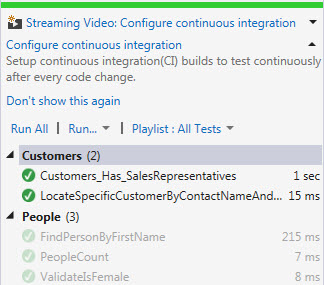 Streaming Video: Configure continuous integration
Configure continuous integration
Setup continuous integration(CI) builds to test continuously
after every code change.
Don't show this again
Run All | Run... | Playlist : All Tests
Customers (2)
Customers_Has_SalesRepresentatives 1 sec
LocateSpecificCustomerByContactNameAnd... 15 ms
People (3)
FindPersonByFirstName 215 ms
PeopleCount 7 ms
ValidateIsFemale 8 ms